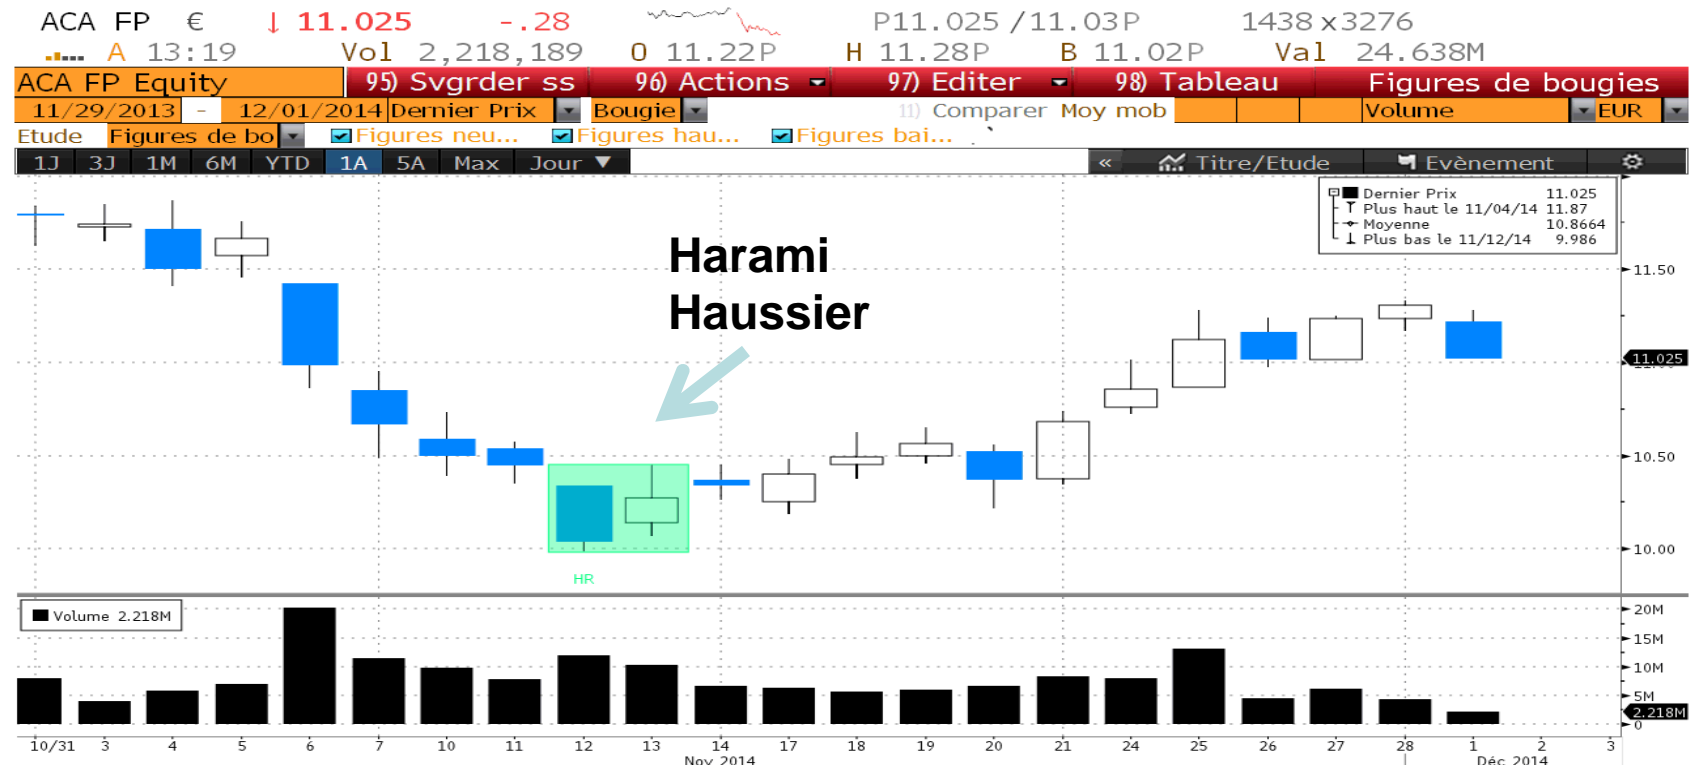 ACA FP € ↓ 11.025 -.28 P11.025 /11.03P 1438 x3276
A 13:19 Vol 2,218,189 O 11.22P H 11.28P B 11.02P Val 24.638M
ACA FP Equity 95) Svgrder ss 96) Actions 97) Editer 98) Tableau Figures de bougies
11/29/2013 - 12/01/2014 Dernier Prix Bougie 11) Comparer Moy mob Volume EUR
Etude Figures de bo Figures neu... Figures hau... Figures bai...
1J 3J 1M 6M YTD 1A 5A Max Jour ▼ « Titre/Etude Evènement
Dernier Prix 11.025
Plus haut le 11/04/14 11.87
Moyenne 10.8664
Plus bas le 11/12/14 9.986
Harami
Haussier
11.50
11.025
10.50
10.00
HR
Volume 2.218M
20M
15M
10M
5M
2.218M
0
10/31 3 4 5 6 7 10 11 12 13 14 17 18 19 20 21 24 25 26 27 28 1 2 3
Nov 2014 Déc 2014